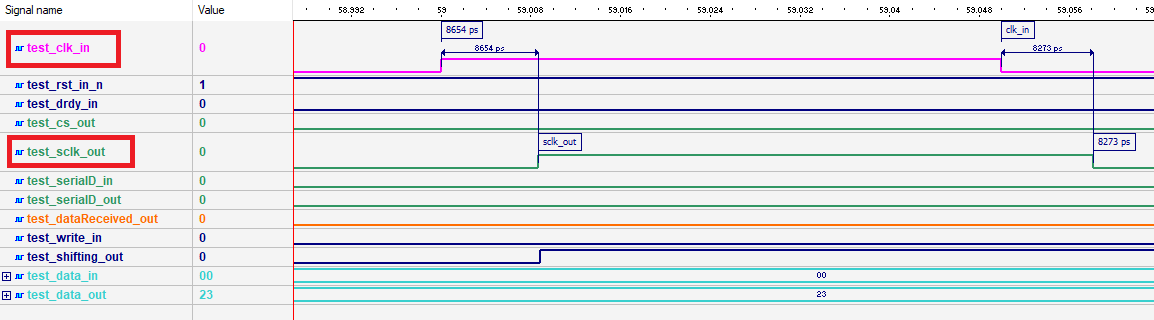 Signal name Value 58.992 59 59.008 59.016 59.024 59.032 59.04 59.048 59.056
8654 ps clk_in
test_clk_in 0 8654 ps 8273 ps
test_rst_in_n 1
test_drdy_in 0
test_cs_out 0
sclk_out 8273 ps
test_sclk_out 0
test_serialD_in 0
test_serialD_out 0
test_dataReceived_out 0
test_write_in 0
test_shifting_out 0
test_data_in 00 00
test_data_out 23 23